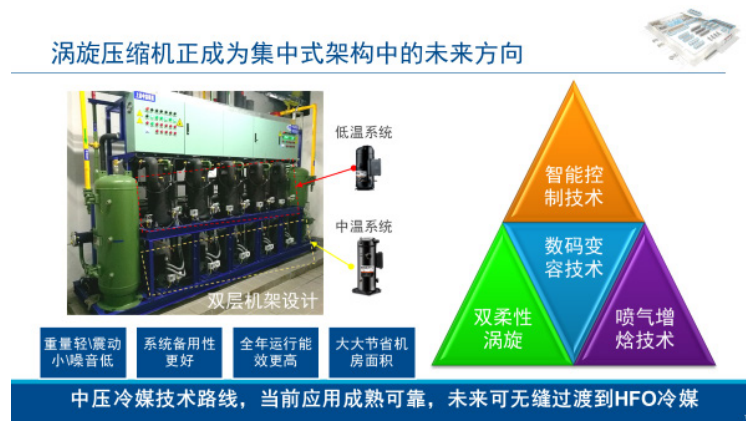 涡旋压缩机正成为集中式架构中的未来方向
低温系统
中温系统
双层机架设计
重量轻\震动
小\噪音低
系统备用性
更好
全年运行能
效更高
大大节省机
房面积
智能控
制技术
数码变
容技术
双柔性
涡旋
喷气增
焓技术
中压冷媒技术路线，当前应用成熟可靠，未来可无缝过渡到HFO冷媒